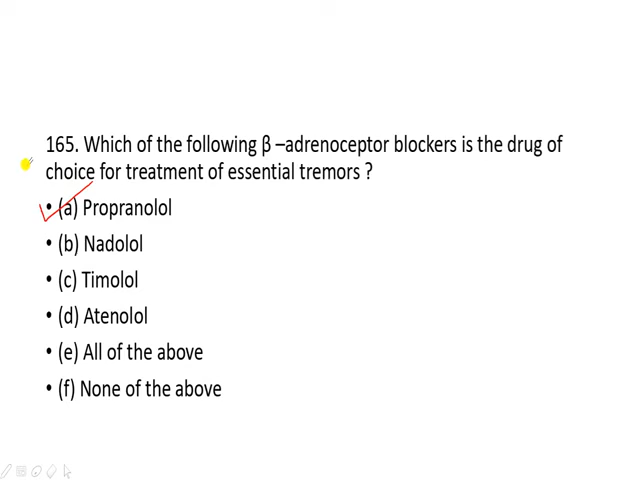 165. Which of the following β –adrenoceptor blockers is the drug of
choice for treatment of essential tremors ?
• (a) Propranolol
• (b) Nadolol
• (c) Timolol
• (d) Atenolol
• (e) All of the above
• (f) None of the above